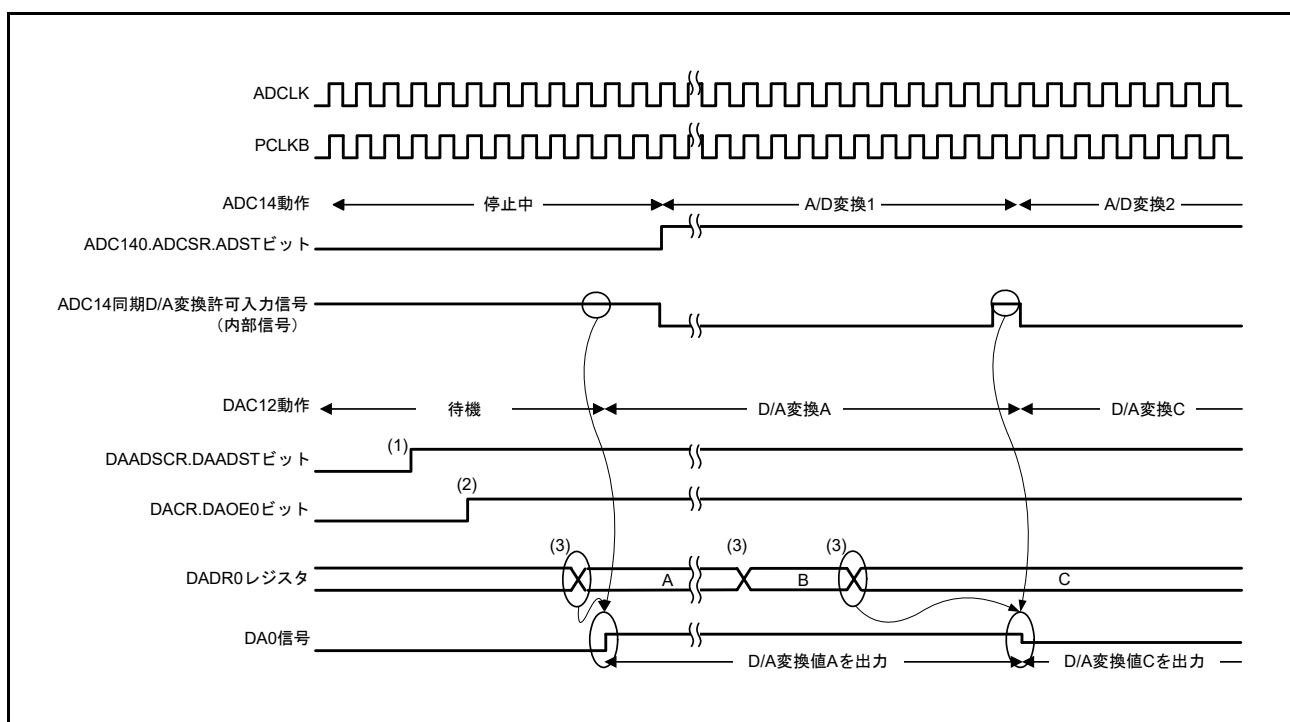 ADCLK
PCLKB
ADC14動作
停止中
A/D変換1
A/D変換2
ADC140.ADCSR.ADSTビット
ADC14同期D/A変換許可入力信号
（内部信号）
DAC12動作
待機
D/A変換A
D/A変換C
(1)
DAADSCR.DAADSTビット
(2)
DACR.DAOE0ビット
(3)
(3)
(3)
DADR0レジスタ
A
B
C
DA0信号
D/A変換値Aを出力
D/A変換値Cを出力